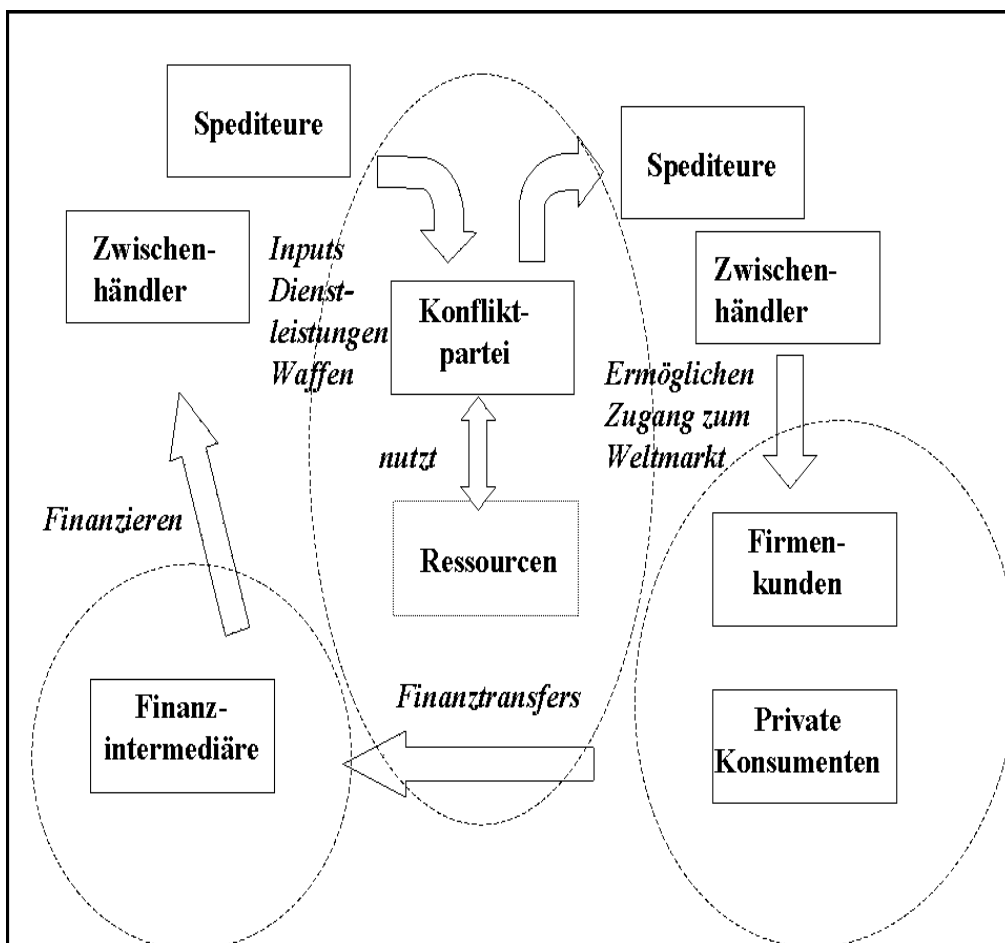 Spediteure
Spediteure
Zwischen-
händler
Inputs
Dienst-
leistungen
Waffen
Konflikt-
partei
Zwischen-
händler
Ermöglichen
Zugang zum
Weltmarkt
nutzt
Finanzieren
Ressourcen
Firmen-
kunden
Finanz-
intermediäre
Finanztransfers
Private
Konsumenten